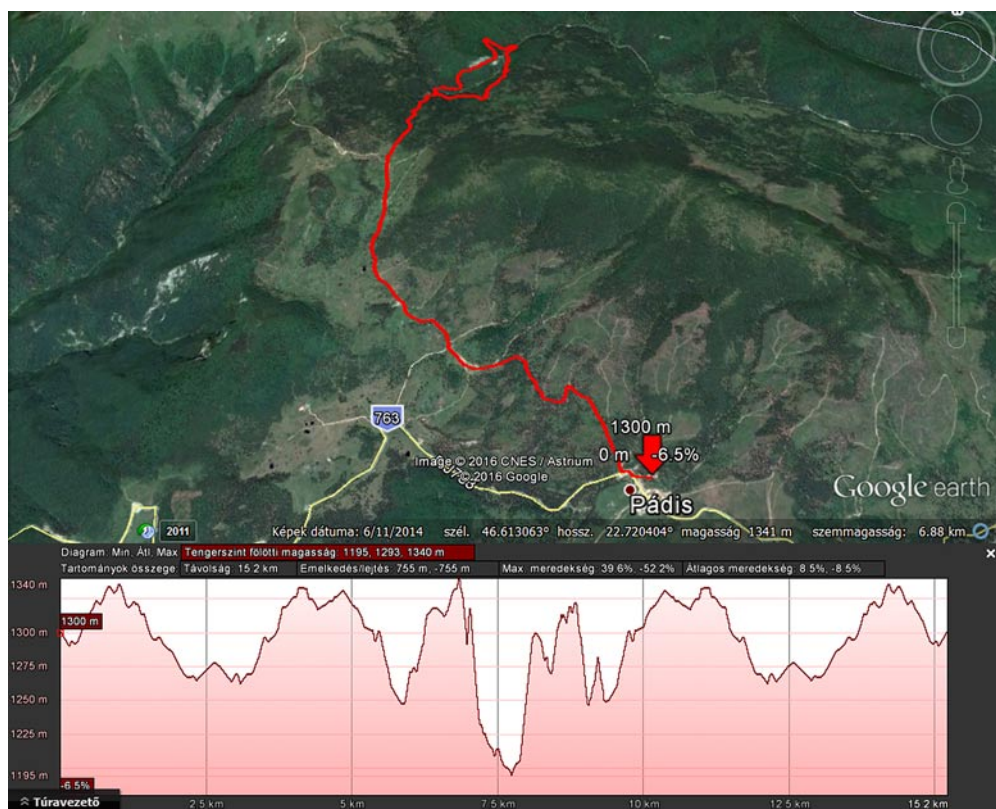 763
1300 m
0 m -6.5%
Image © 2016 CNES / Astrium
© 2016 Google
Pádis
Google earth
2011 Képek dátuma: 6/11/2014 szél. 46.613063° hossz. 22.720404° magasság 1341 m szemmagasság: 6.88 km
Diagram: Min, Átl, Max Tengerszint fölötti magasság: 1195, 1293, 1340 m
Tartományok összege: Távolság: 15.2 km Emelkedés/lejtés: 755 m, -755 m Max. meredekség: 39.6%, -52.2% Átlagos meredekség: 8.5%, -8.5%
1340 m
1300 m
1300 m
1275 m
1250 m
1225 m
1195 m
-6.5%
Túravezető 2.5 km 5 km 7.5 km 10 km 12.5 km 15.2 km